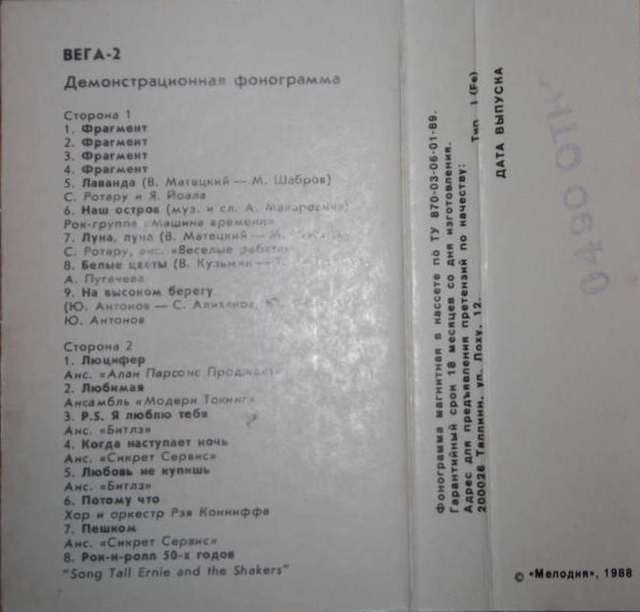 ВЕГА-2
Демонстрационная фонограмма
Сторона 1
1. Фрагмент
2. Фрагмент
3. Фрагмент
4. Фрагмент
5. Лаванда (В. Матецкий — М. Шабров)
С. Ротару и Я. Йоала
6. Наш остров (муз. и сл. А. Макаревича)
Рок-группа «Машина времени»
7. Луна, луна (В. Матецкий — М.
С. Ротару, анс. «Веселые
8. Белые цветы (В. Кузьмин —
А. Пугачева
9. На высоком берегу
(Ю. Антонов — С. Алиханов,
Ю. Антонов
Сторона 2
1. Люцифер
Анс. «Алан Парсонс Проджект»
2. Любимая
Ансамбль «Модерн Токинг»
3. P.S. Я люблю тебя
Анс. «Битлз»
4. Когда наступает ночь
Анс. «Сикрет Сервис»
5. Любовь не купишь
Анс. «Битлз»
6. Потому что
Хор и оркестр Рэя Конниффа
7. Пешком
Анс. «Сикрет Сервис»
8. Рок-н-ролл 50-х годов
"Song Tall Ernie and the Shakers"
Фонограмма магнитная в кассете по ТУ 870-03-06-01-89.
Гарантийный срок 18 месяцев со дня изготовления.
Адрес для предъявления претензий по качеству: Тип I (Fe)
200026 Таллинн, ул. Лоху, 12.
ДАТА ВЫПУСКА
0490 ОТК
© «Мелодия», 1988